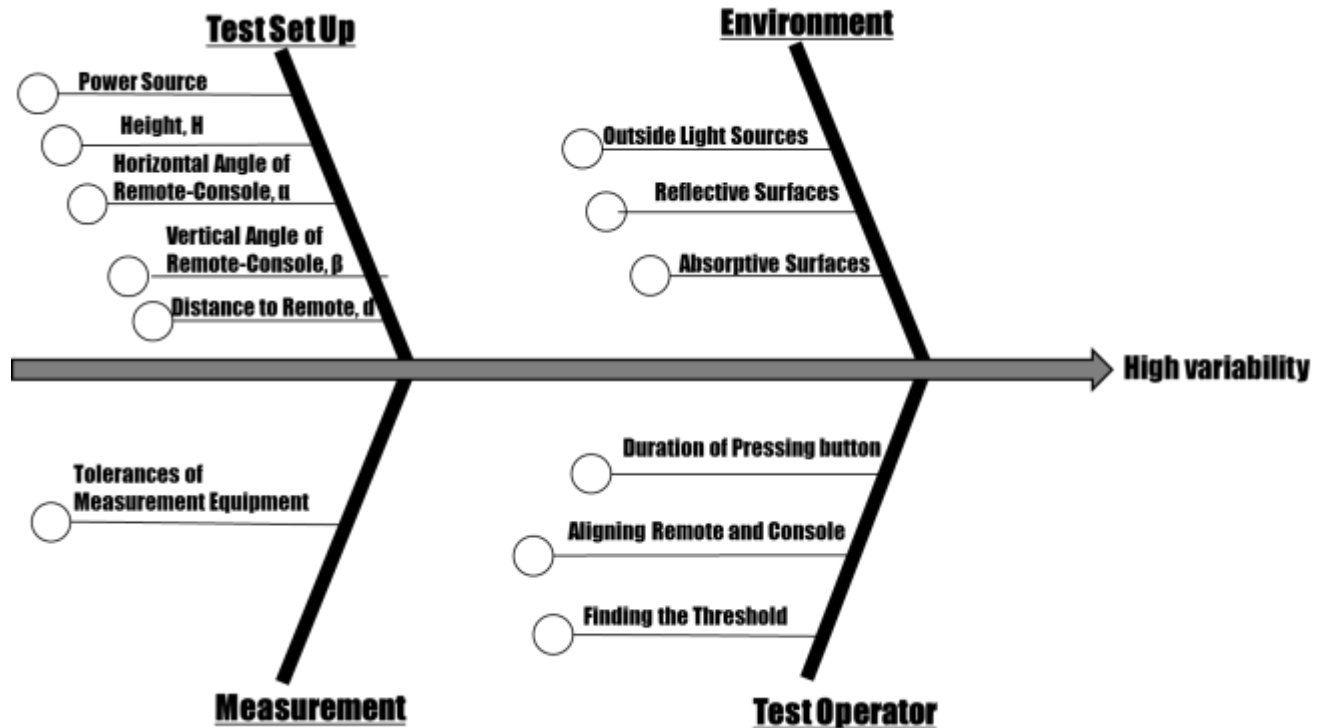 Test Set Up
Power Source
Height, H
Horizontal Angle of
Remote-Console, α
Vertical Angle of
Remote-Console, β
Distance to Remote, d
Environment
Outside Light Sources
Reflective Surfaces
Absorptive Surfaces
High variability
Tolerances of
Measurement Equipment
Measurement
Duration of Pressing button
Aligning Remote and Console
Finding the Threshold
Test Operator